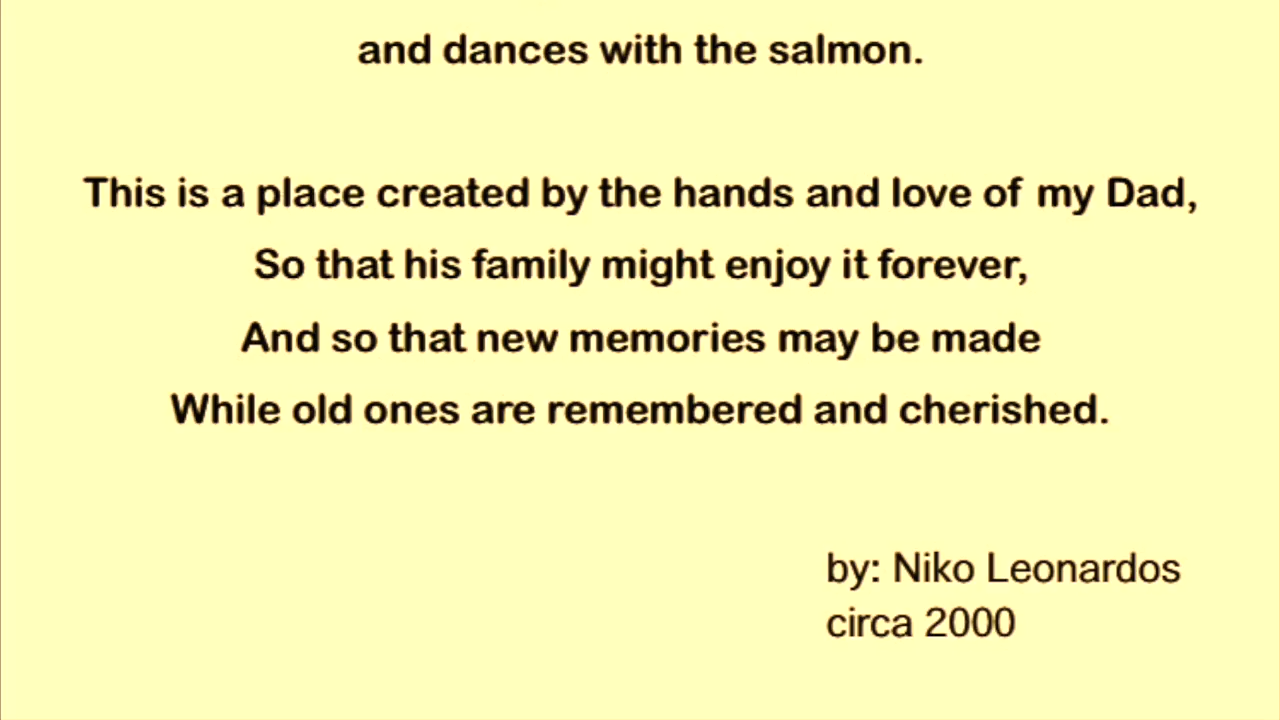 and dances with the salmon.
This is a place created by the hands and love of my Dad,
So that his family might enjoy it forever,
And so that new memories may be made
While old ones are remembered and cherished.
by: Niko Leonardos
circa 2000